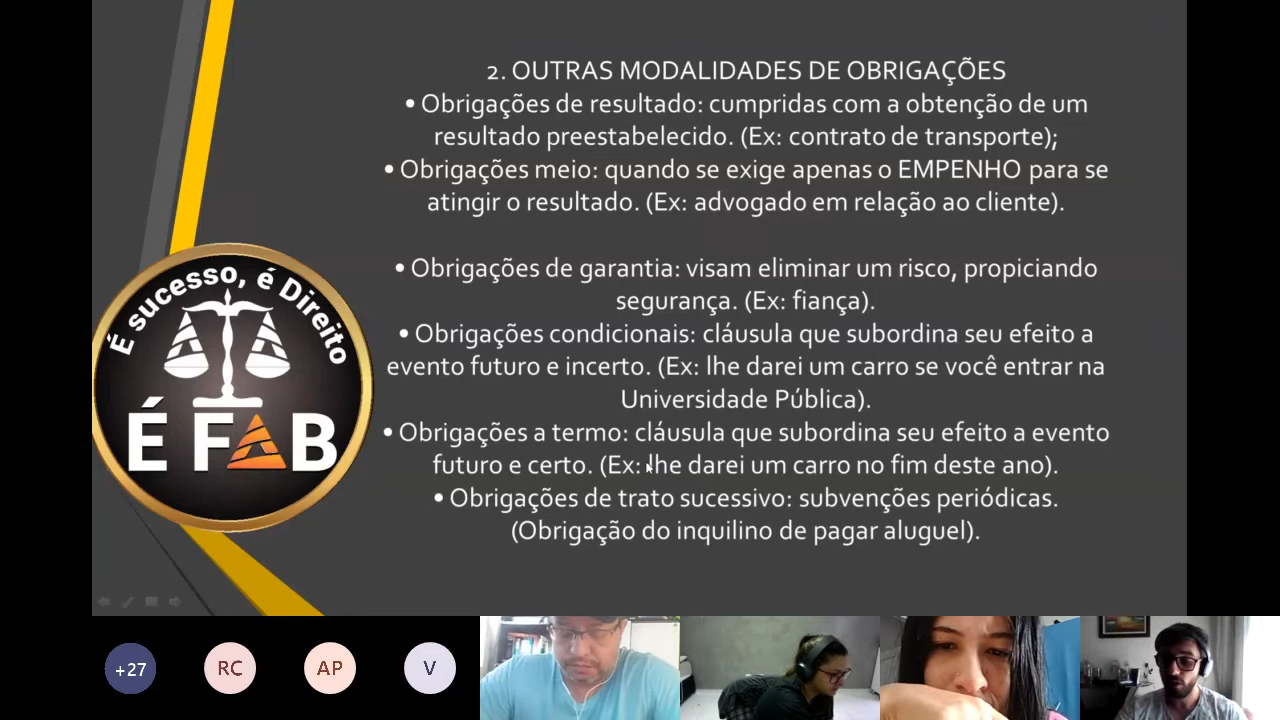 2. OUTRAS MODALIDADES DE OBRIGAÇÕES
• Obrigações de resultado: cumpridas com a obtenção de um
resultado preestabelecido. (Ex: contrato de transporte);
• Obrigações meio: quando se exige apenas o EMPENHO para se
atingir o resultado. (Ex: advogado em relação ao cliente).
• Obrigações de garantia: visam eliminar um risco, propiciando
segurança. (Ex: fiança).
• Obrigações condicionais: cláusula que subordina seu efeito a
evento futuro e incerto. (Ex: lhe darei um carro se você entrar na
Universidade Pública).
• Obrigações a termo: cláusula que subordina seu efeito a evento
futuro e certo. (Ex: lhe darei um carro no fim deste ano).
• Obrigações de trato sucessivo: subvenções periódicas.
(Obrigação do inquilino de pagar aluguel).
É sucesso, é Direito
É FAB
+27
RC
AP
V